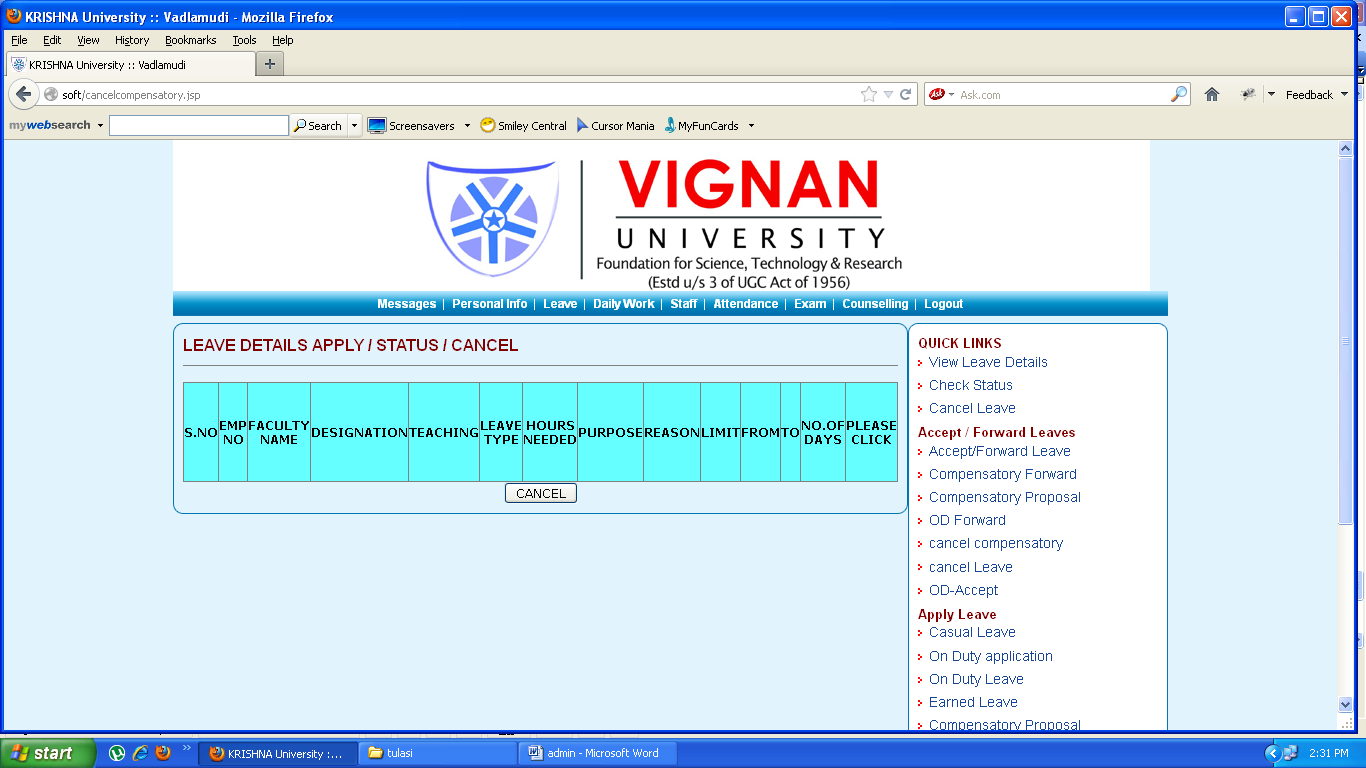 KRISHNA University :: Vadlamudi - Mozilla Firefox
File Edit View History Bookmarks Tools Help
KRISHNA University :: Vadlamudi
soft/cancelcompensatory.jsp
Ask Ask.com
Feedback
mywebsearch Search Screensavers Smiley Central Cursor Mania MyFunCards
VIGNAN
UNIVERSITY
Foundation for Science, Technology & Research
(Estd u/s 3 of UGC Act of 1956)
Messages | Personal Info | Leave | Daily Work | Staff | Attendance | Exam | Counselling | Logout
LEAVE DETAILS APPLY / STATUS / CANCEL
S.NO EMP NO FACULTY NAME DESIGNATION TEACHING LEAVE TYPE HOURS NEEDED PURPOSE REASON LIMIT FROM TO NO.OF DAYS PLEASE CLICK
CANCEL
QUICK LINKS
View Leave Details
Check Status
Cancel Leave
Accept / Forward Leaves
Accept/Forward Leave
Compensatory Forward
Compensatory Proposal
OD Forward
cancel compensatory
cancel Leave
OD-Accept
Apply Leave
Casual Leave
On Duty application
On Duty Leave
Earned Leave
Compensatory Proposal
start KRISHNA University :... tulasi admin - Microsoft Word 2:31 PM